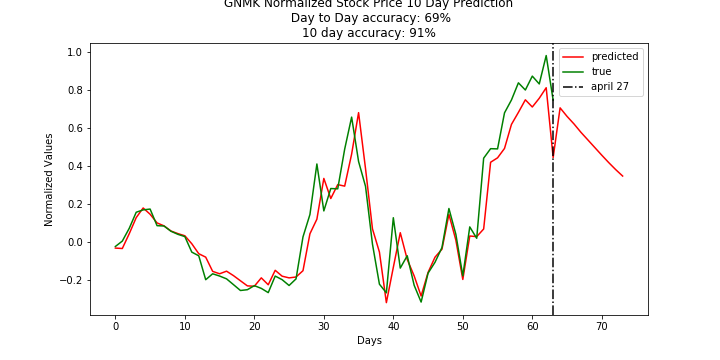 GNMK Normalized Stock Price 10 Day Prediction
Day to Day accuracy: 69%
10 day accuracy: 91%
predicted
true
april 27
Normalized Values
1.0
0.8
0.6
0.4
0.2
0.0
−0.2
0
10
20
30
40
50
60
70
Days